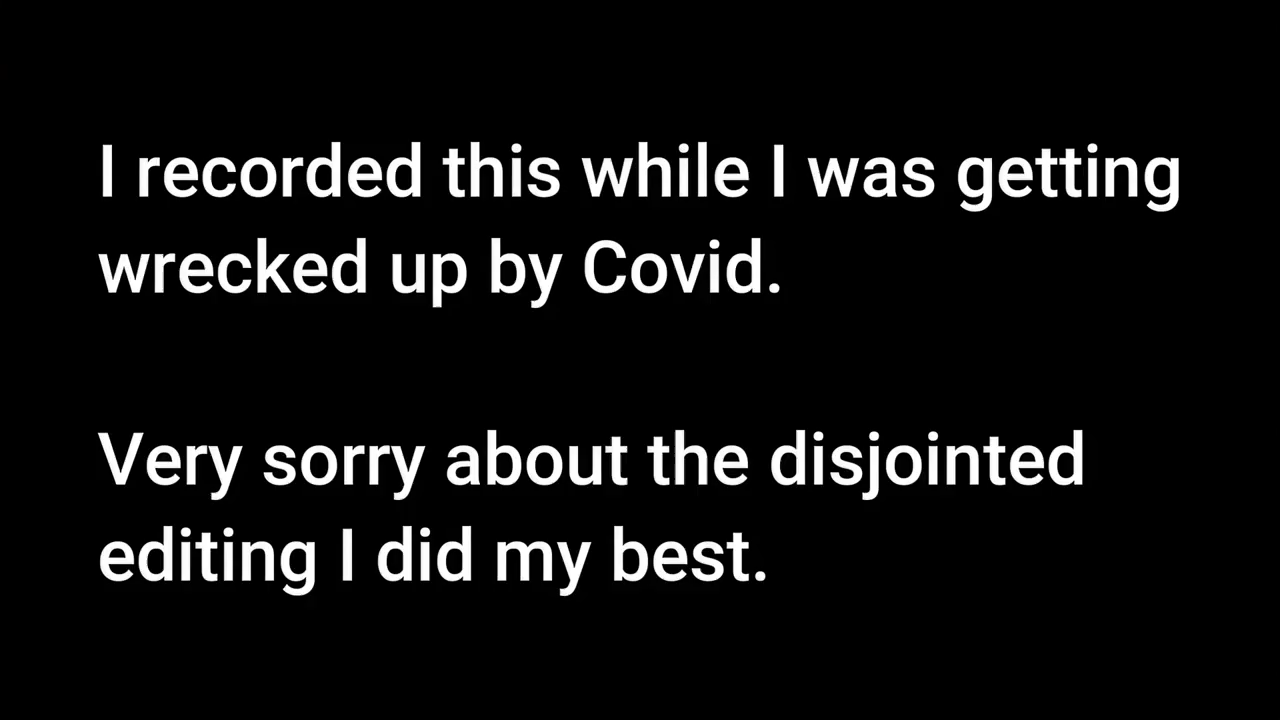 I recorded this while I was getting
wrecked up by Covid.
Very sorry about the disjointed
editing I did my best.